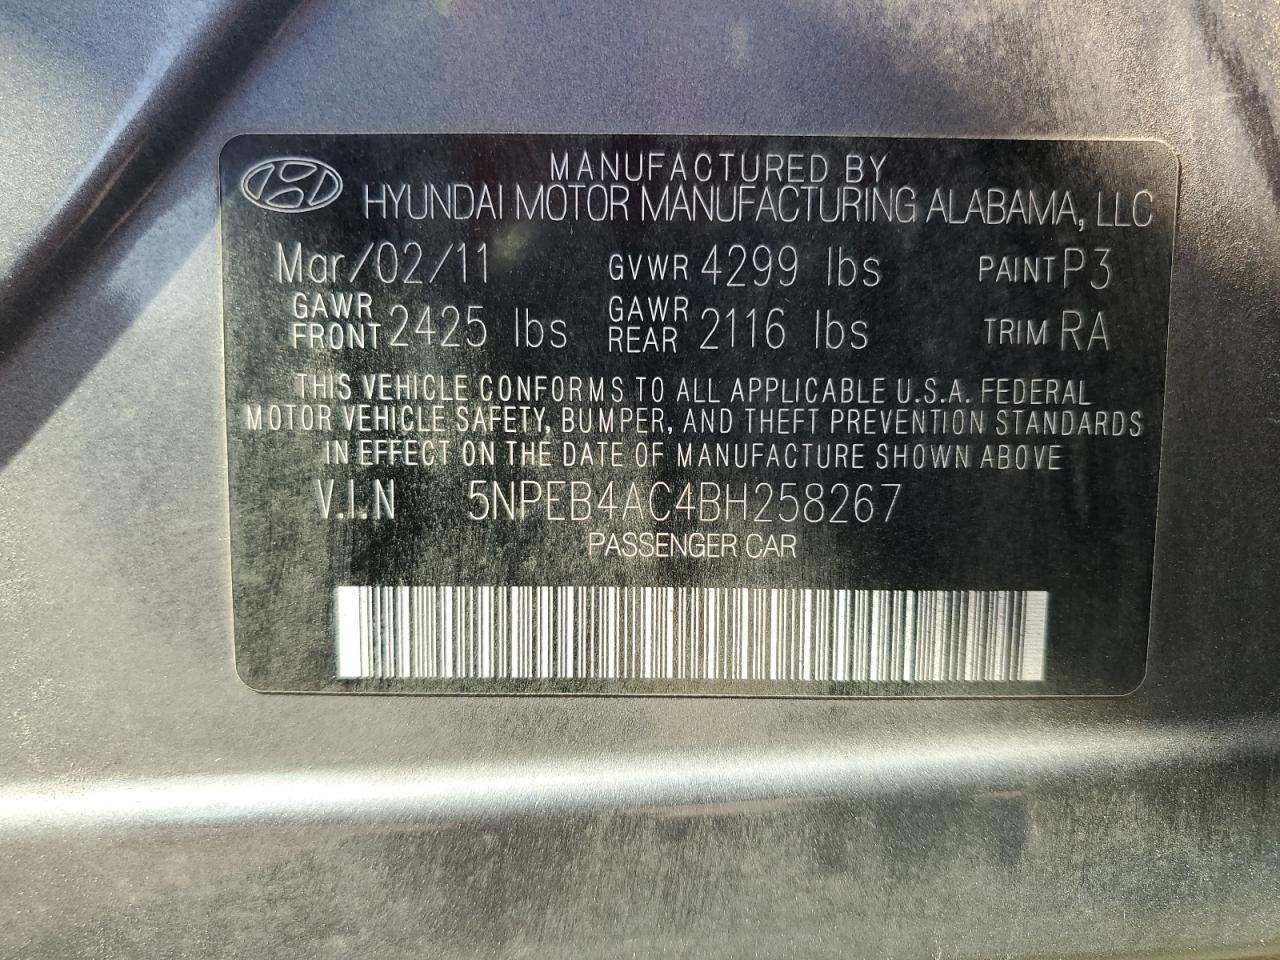 MANUFACTURED BY
HYUNDAI MOTOR MANUFACTURING ALABAMA, LLC
Mar/02/11 GVWR 4299 lbs PAINT P3
GAWR FRONT 2425 lbs GAWR REAR 2116 lbs TRIM RA
THIS VEHICLE CONFORMS TO ALL APPLICABLE U.S.A. FEDERAL
MOTOR VEHICLE SAFETY, BUMPER, AND THEFT PREVENTION STANDARDS
IN EFFECT ON THE DATE OF MANUFACTURE SHOWN ABOVE
V.I.N 5NPEB4AC4BH258267
PASSENGER CAR